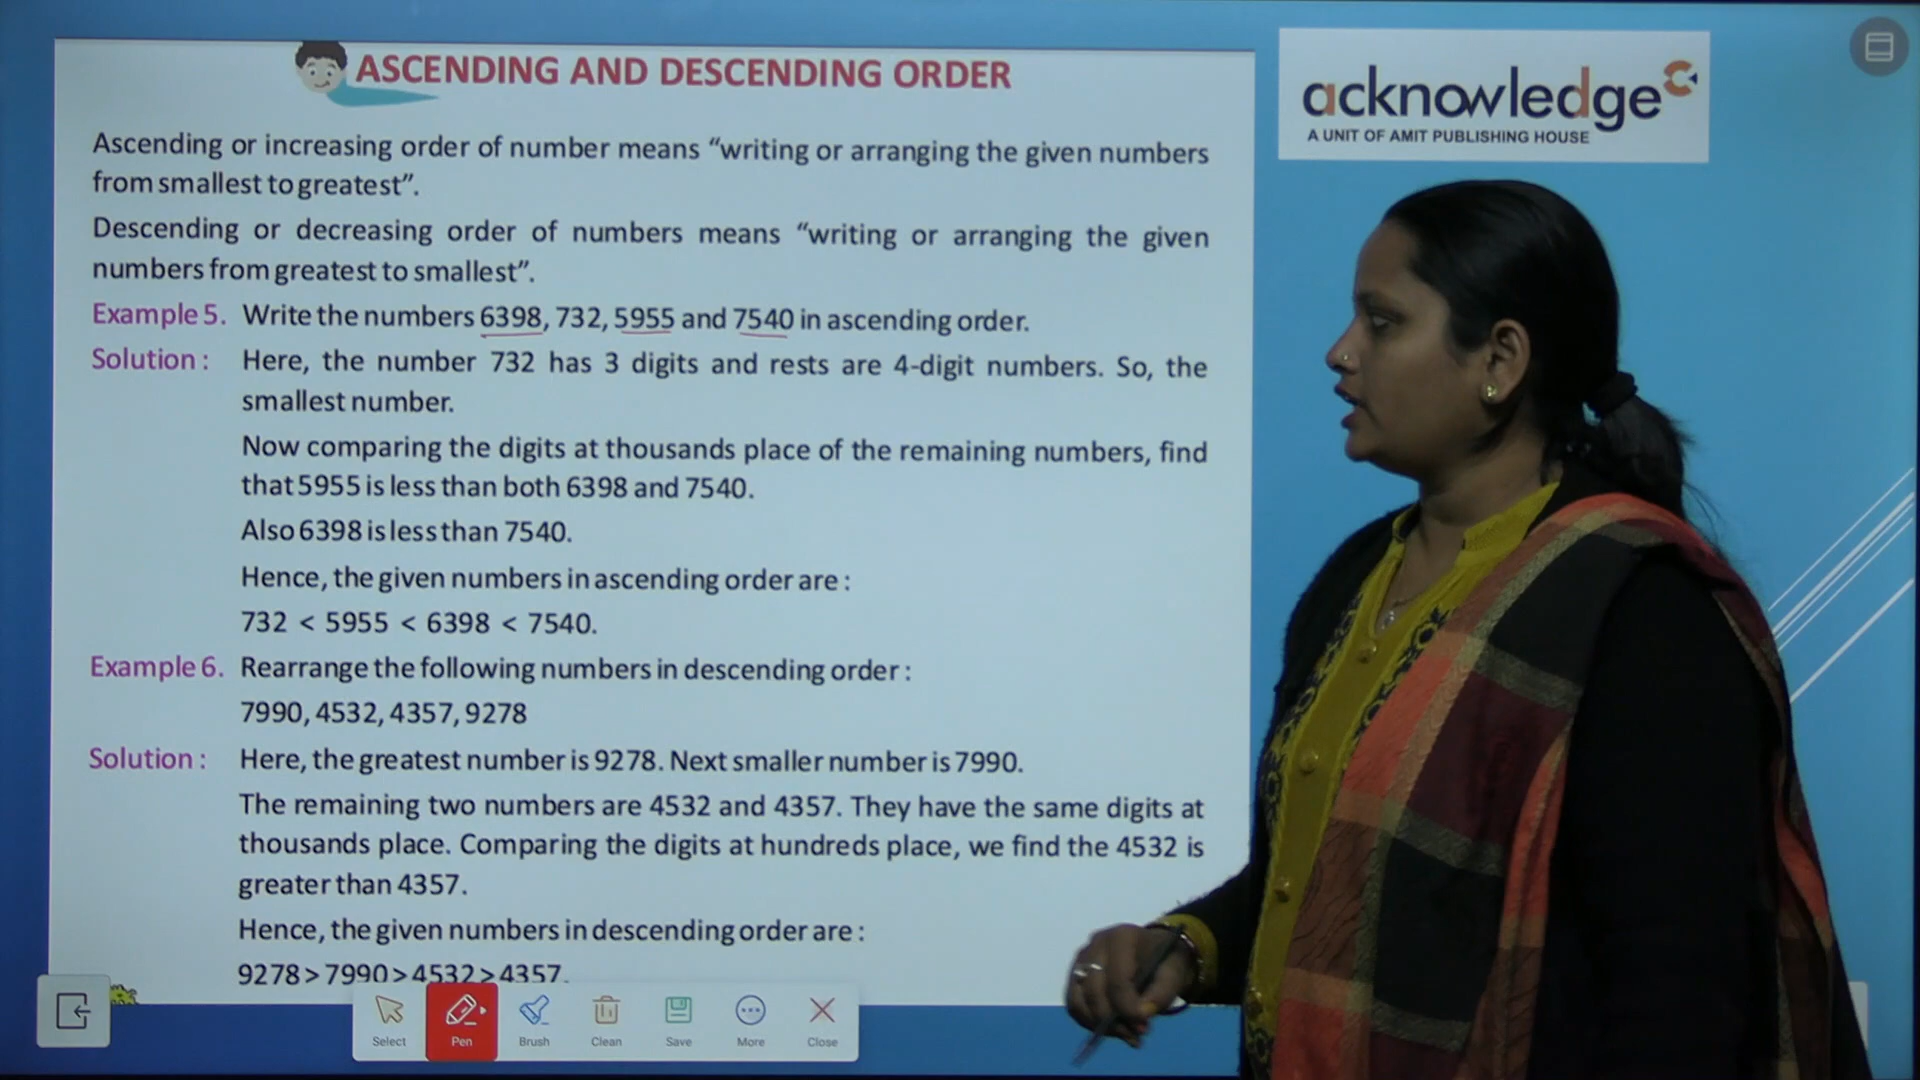 ASCENDING AND DESCENDING ORDER
acknowledge
A UNIT OF AMIT PUBLISHING HOUSE
Ascending or increasing order of number means “writing or arranging the given numbers
from smallest to greatest”.
Descending or decreasing order of numbers means “writing or arranging the given
numbers from greatest to smallest”.
Example 5. Write the numbers 6398, 732, 5955 and 7540 in ascending order.
Solution : Here, the number 732 has 3 digits and rests are 4-digit numbers. So, the
smallest number.
Now comparing the digits at thousands place of the remaining numbers, find
that 5955 is less than both 6398 and 7540.
Also 6398 is less than 7540.
Hence, the given numbers in ascending order are :
732 < 5955 < 6398 < 7540.
Example 6. Rearrange the following numbers in descending order :
7990, 4532, 4357, 9278
Solution : Here, the greatest number is 9278. Next smaller number is 7990.
The remaining two numbers are 4532 and 4357. They have the same digits at
thousands place. Comparing the digits at hundreds place, we find the 4532 is
greater than 4357.
Hence, the given numbers in descending order are :
9278 > 7990 > 4532 > 4357.
Select Pen Brush Clean Save More Close